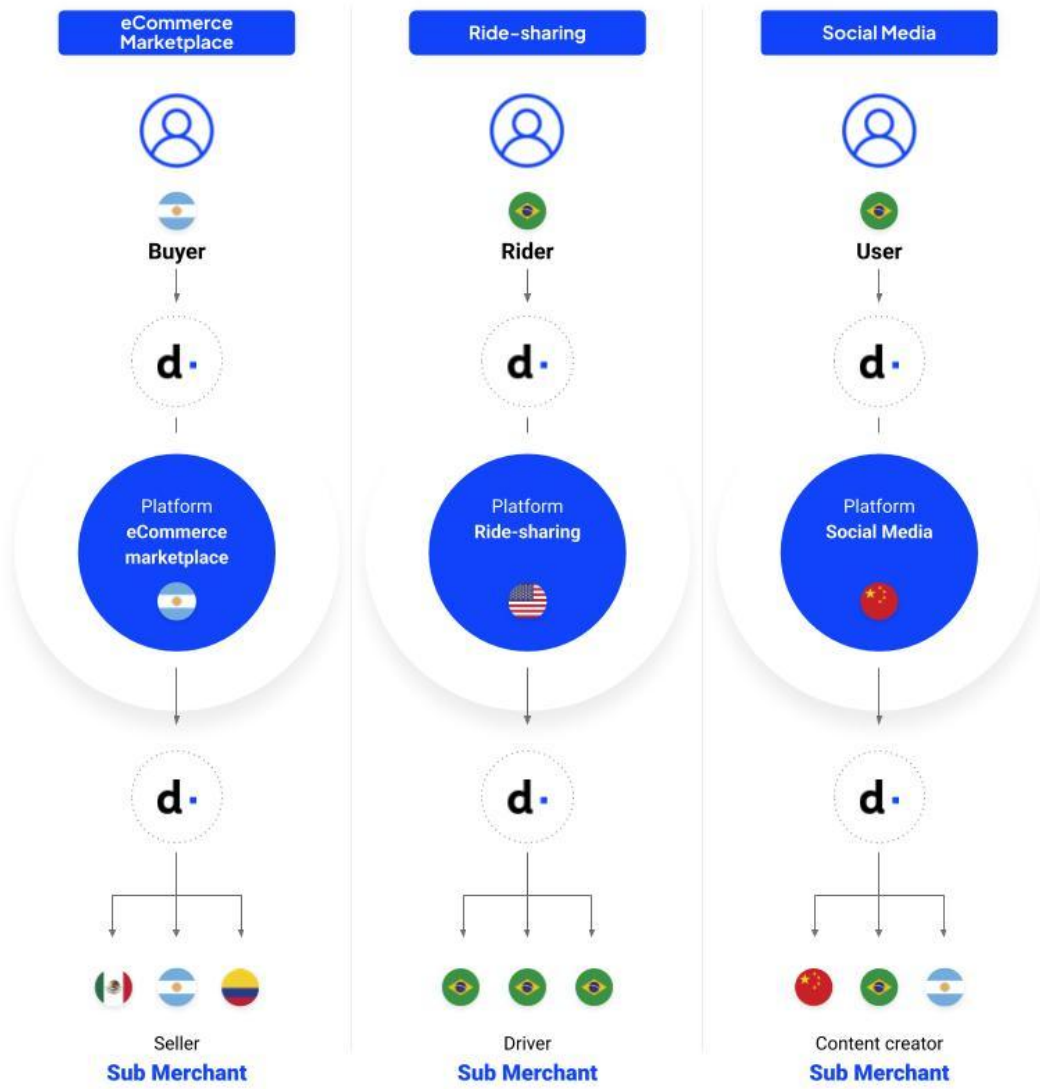 eCommerce
Marketplace
Buyer
d·
Platform
eCommerce
marketplace
d·
Seller
Sub Merchant
Ride-sharing
Rider
d·
Platform
Ride-sharing
d·
Driver
Sub Merchant
Social Media
User
d·
Platform
Social Media
d·
Content creator
Sub Merchant